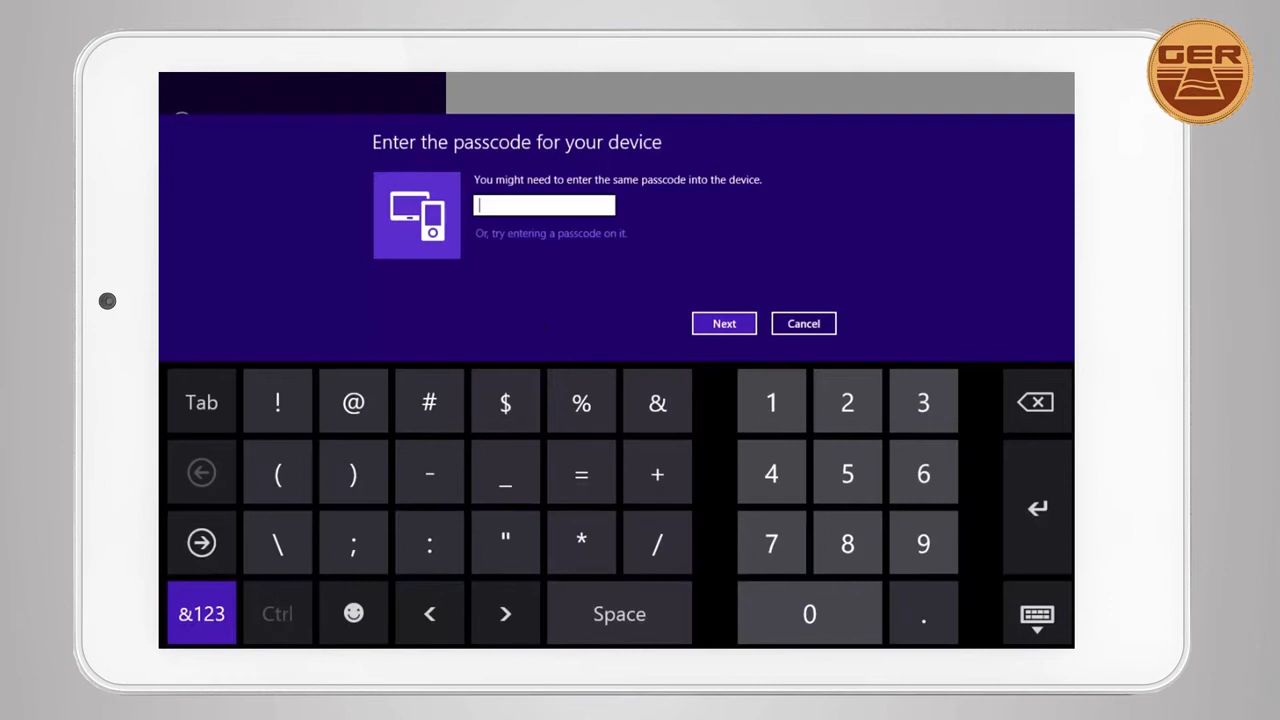 GER
Enter the passcode for your device
You might need to enter the same passcode into the device.
Or, try entering a passcode on it.
Next Cancel
Tab ! @ # $ % & 1 2 3
( ) - _ = + 4 5 6
\ ; : " * / 7 8 9
&123 Ctrl < > Space 0 .